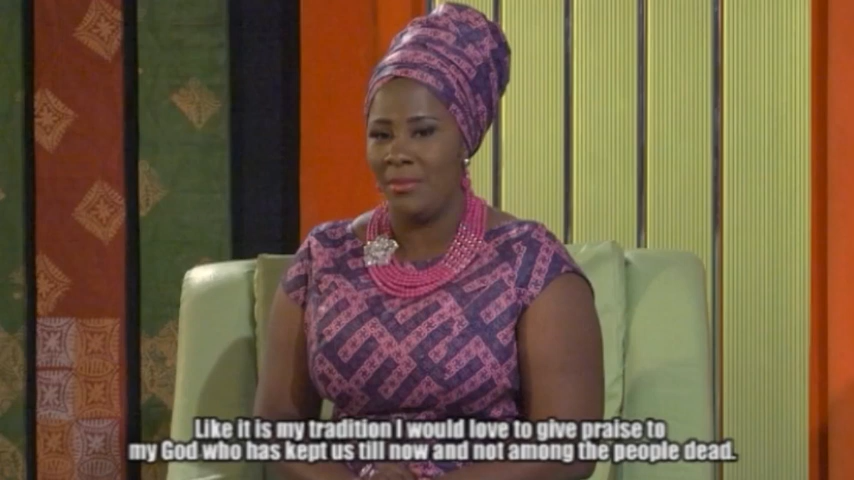 Like it is my tradition I would love to give praise to
my God who has kept us till now and not among the people dead.